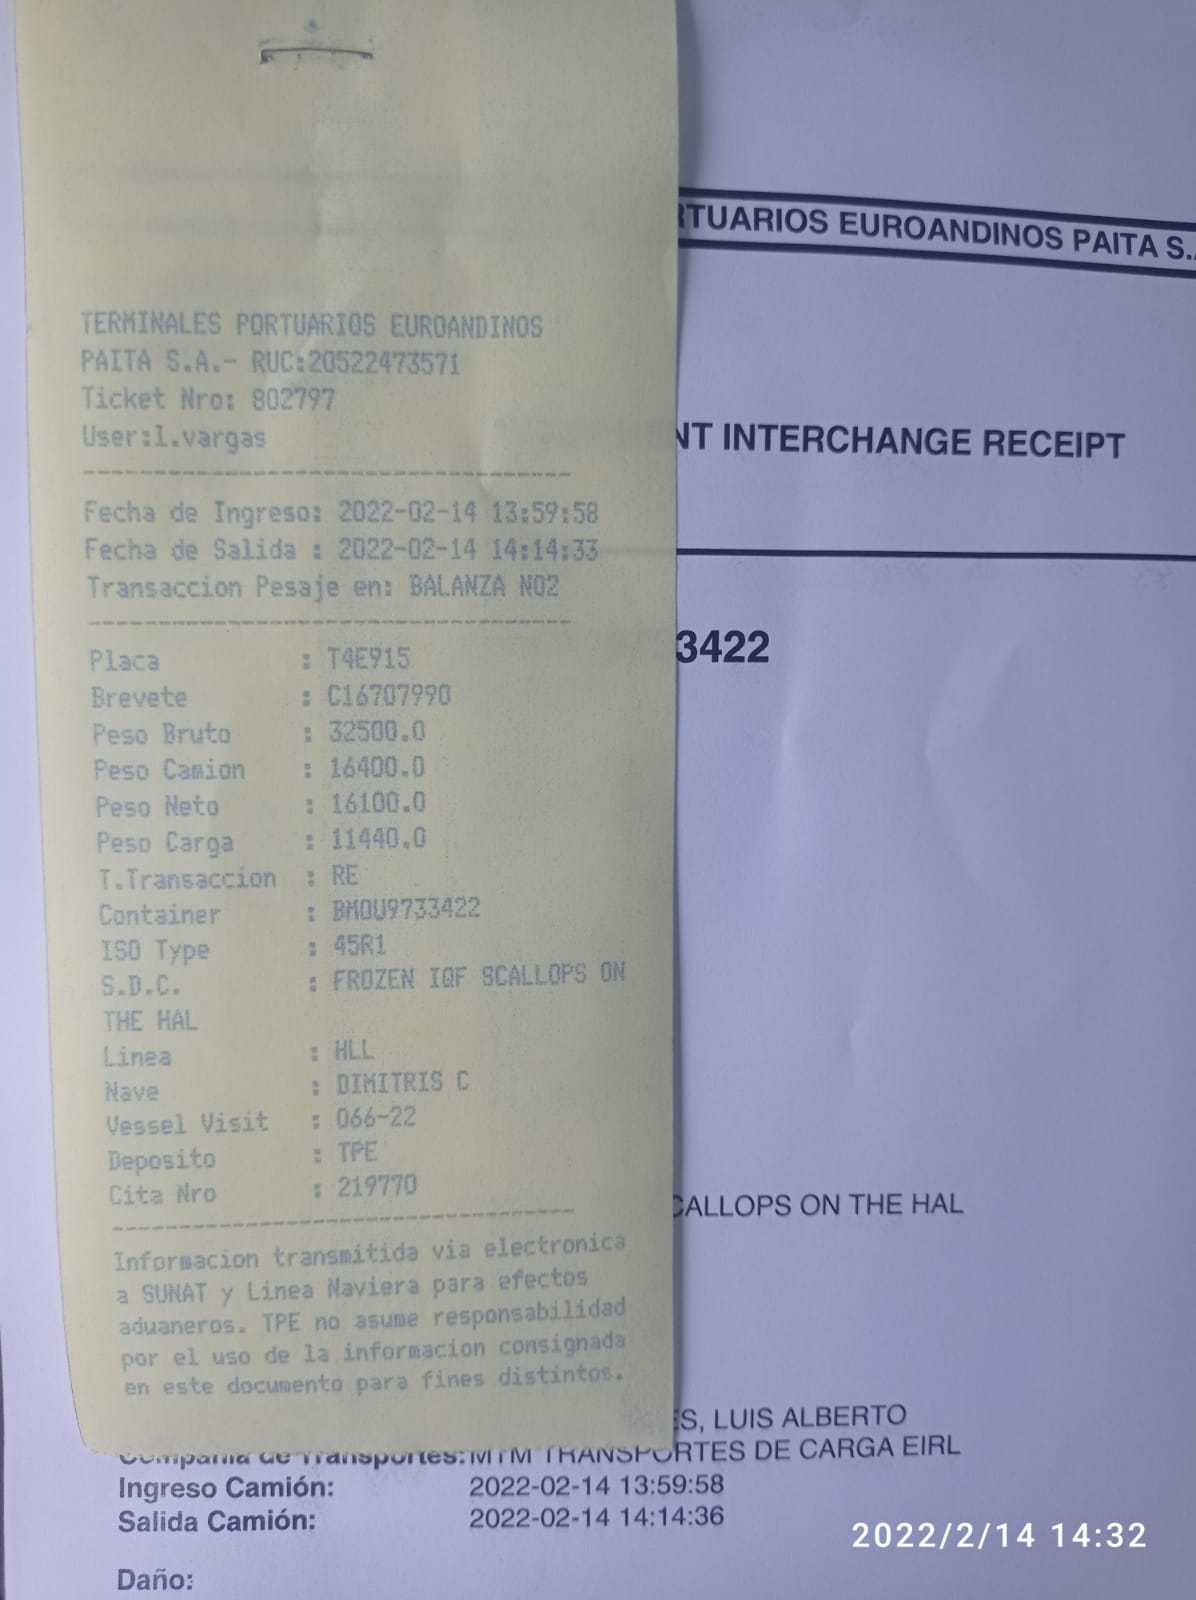 TERMINALES PORTUARIOS EUROANDINOS
PAITA S.A.- RUC:20522473571
Ticket Nro: 802797
User:l.vargas
Fecha de Ingreso: 2022-02-14 13:59:58
Fecha de Salida : 2022-02-14 14:14:33
Transaccion Pesaje en: BALANZA NO2
Placa : T4E915
Brevete : C16707990
Peso Bruto : 32500.0
Peso Camion : 16400.0
Peso Neto : 16100.0
Peso Carga : 11440.0
T.Transaccion : RE
Container : BMOU9733422
ISO Type : 45R1
S.D.C. : FROZEN IQF SCALLOPS ON
THE HAL
Linea : HLL
Nave : DIMITRIS C
Vessel Visit : 066-22
Deposito : TPE
Cita Nro : 219770
Informacion transmitida via electronica
a SUNAT y Linea Naviera para efectos
aduaneros. TPE no asume responsabilidad
por el uso de la informacion consignada
en este documento para fines distintos.
RTUARIOS EUROANDINOS PAITA S.A
NT INTERCHANGE RECEIPT
3422
CALLOPS ON THE HAL
ES, LUIS ALBERTO
Compañía de Transportes: MTM TRANSPORTES DE CARGA EIRL
Ingreso Camión: 2022-02-14 13:59:58
Salida Camión: 2022-02-14 14:14:36
Daño:
2022/2/14 14:32